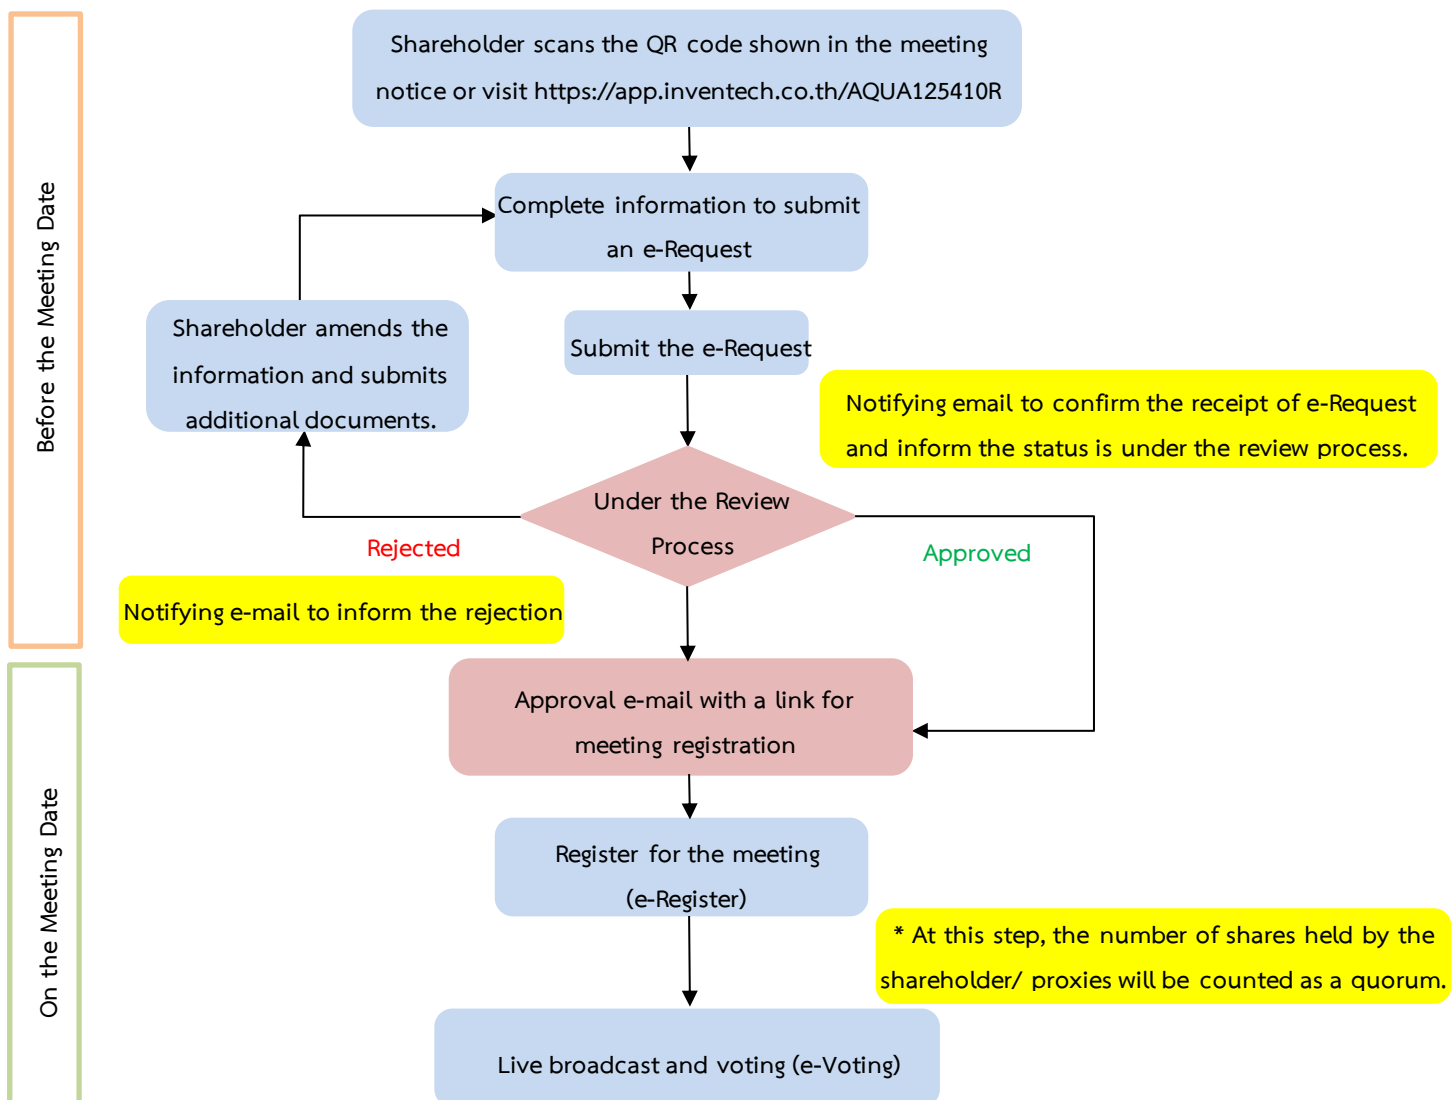 Shareholder scans the QR code shown in the meeting
notice or visit https://app.inventech.co.th/AQUA125410R
Before the Meeting Date
Complete information to submit
an e-Request
Shareholder amends the
information and submits
additional documents.
Submit the e-Request
Notifying email to confirm the receipt of e-Request
and inform the status is under the review process.
Under the Review
Process
Rejected
Approved
Notifying e-mail to inform the rejection
Approval e-mail with a link for
meeting registration
On the Meeting Date
Register for the meeting
(e-Register)
* At this step, the number of shares held by the
shareholder/ proxies will be counted as a quorum.
Live broadcast and voting (e-Voting)